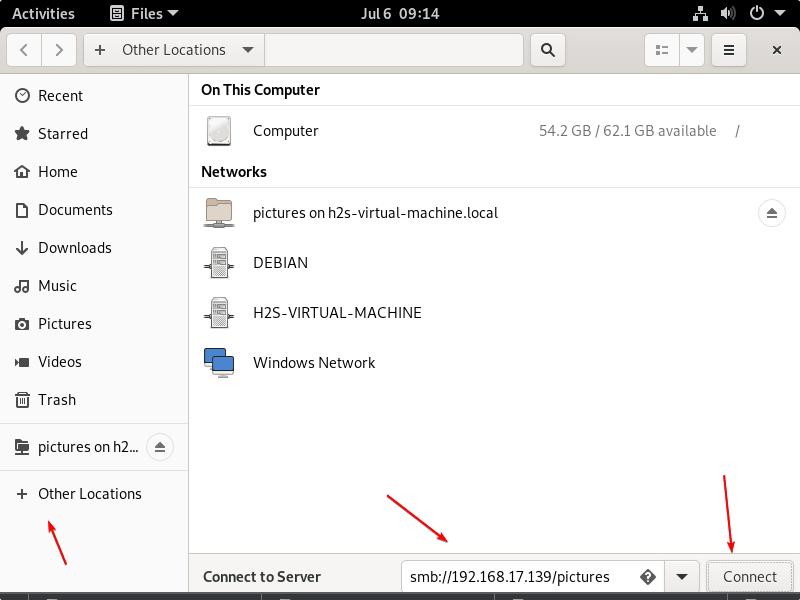 Activities Files Jul 6 09:14
Other Locations
On This Computer
Recent
Computer 54.2 GB / 62.1 GB available /
Starred
Networks
Home
Documents
pictures on h2s-virtual-machine.local
Downloads
DEBIAN
Music
H2S-VIRTUAL-MACHINE
Pictures
Videos
Windows Network
Trash
pictures on h2...
Other Locations
Connect to Server smb://192.168.17.139/pictures Connect